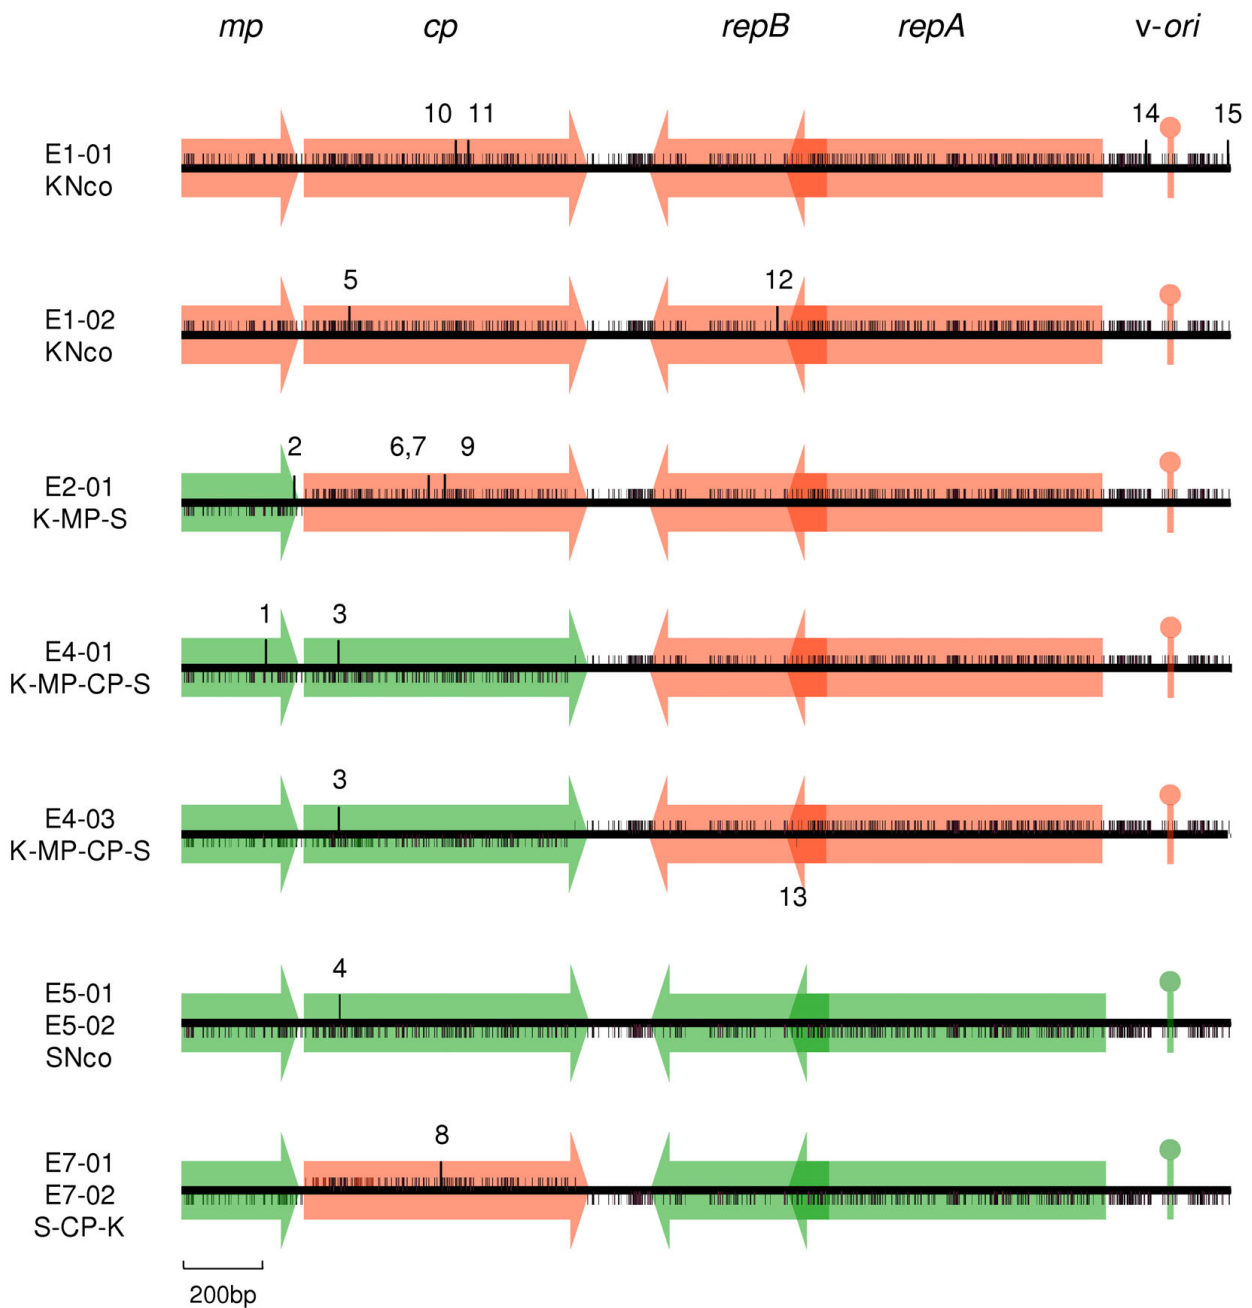 mp cp repB repA v-ori
10 11 14 15
E1-01
KNco
5 12
E1-02
KNco
2 6,7 9
E2-01
K-MP-S
1 3
E4-01
K-MP-CP-S
3
E4-03
K-MP-CP-S
13
4
E5-01
E5-02
SNco
8
E7-01
E7-02
S-CP-K
200bp